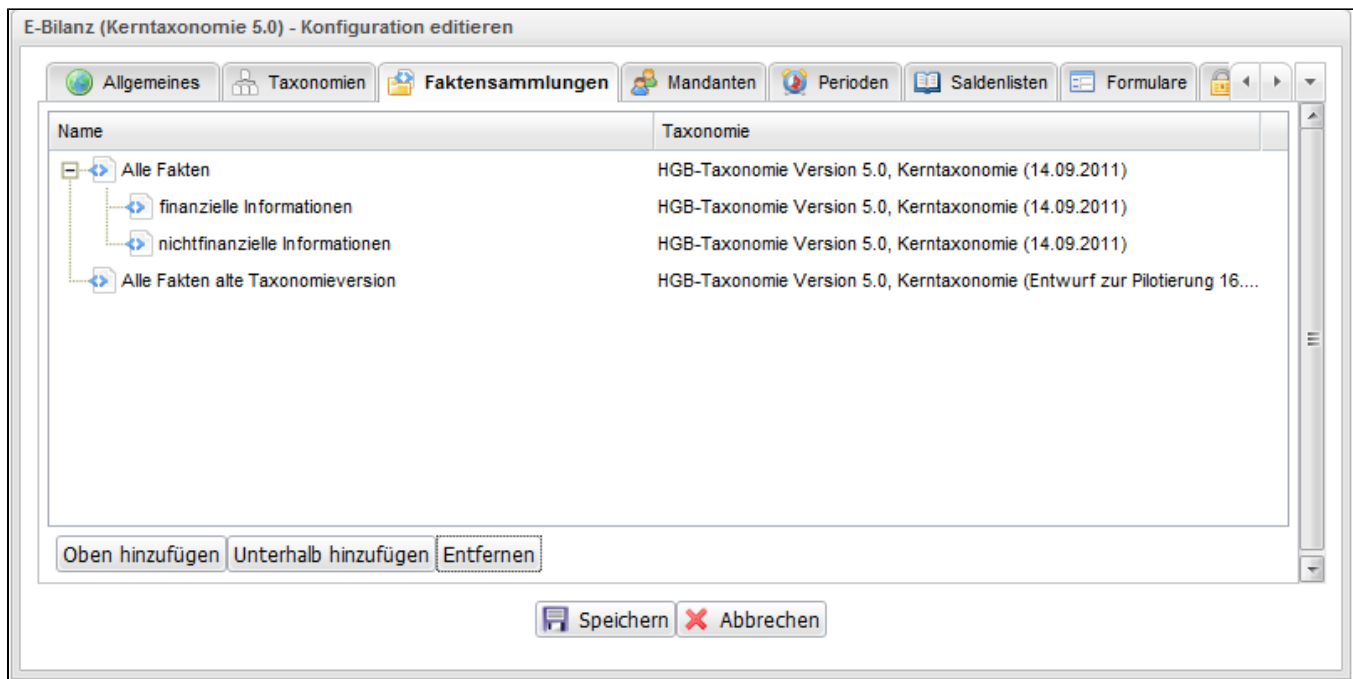 E-Bilanz (Kerntaxonomie 5.0) - Konfiguration editieren
Allgemeines Taxonomien Faktensammlungen Mandanten Perioden Saldenlisten Formulare
Name Taxonomie
Alle Fakten HGB-Taxonomie Version 5.0, Kerntaxonomie (14.09.2011)
finanzielle Informationen HGB-Taxonomie Version 5.0, Kerntaxonomie (14.09.2011)
nichtfinanzielle Informationen HGB-Taxonomie Version 5.0, Kerntaxonomie (14.09.2011)
Alle Fakten alte Taxonomieversion HGB-Taxonomie Version 5.0, Kerntaxonomie (Entwurf zur Pilotierung 16....
Oben hinzufügen Unterhalb hinzufügen Entfernen
Speichern Abbrechen